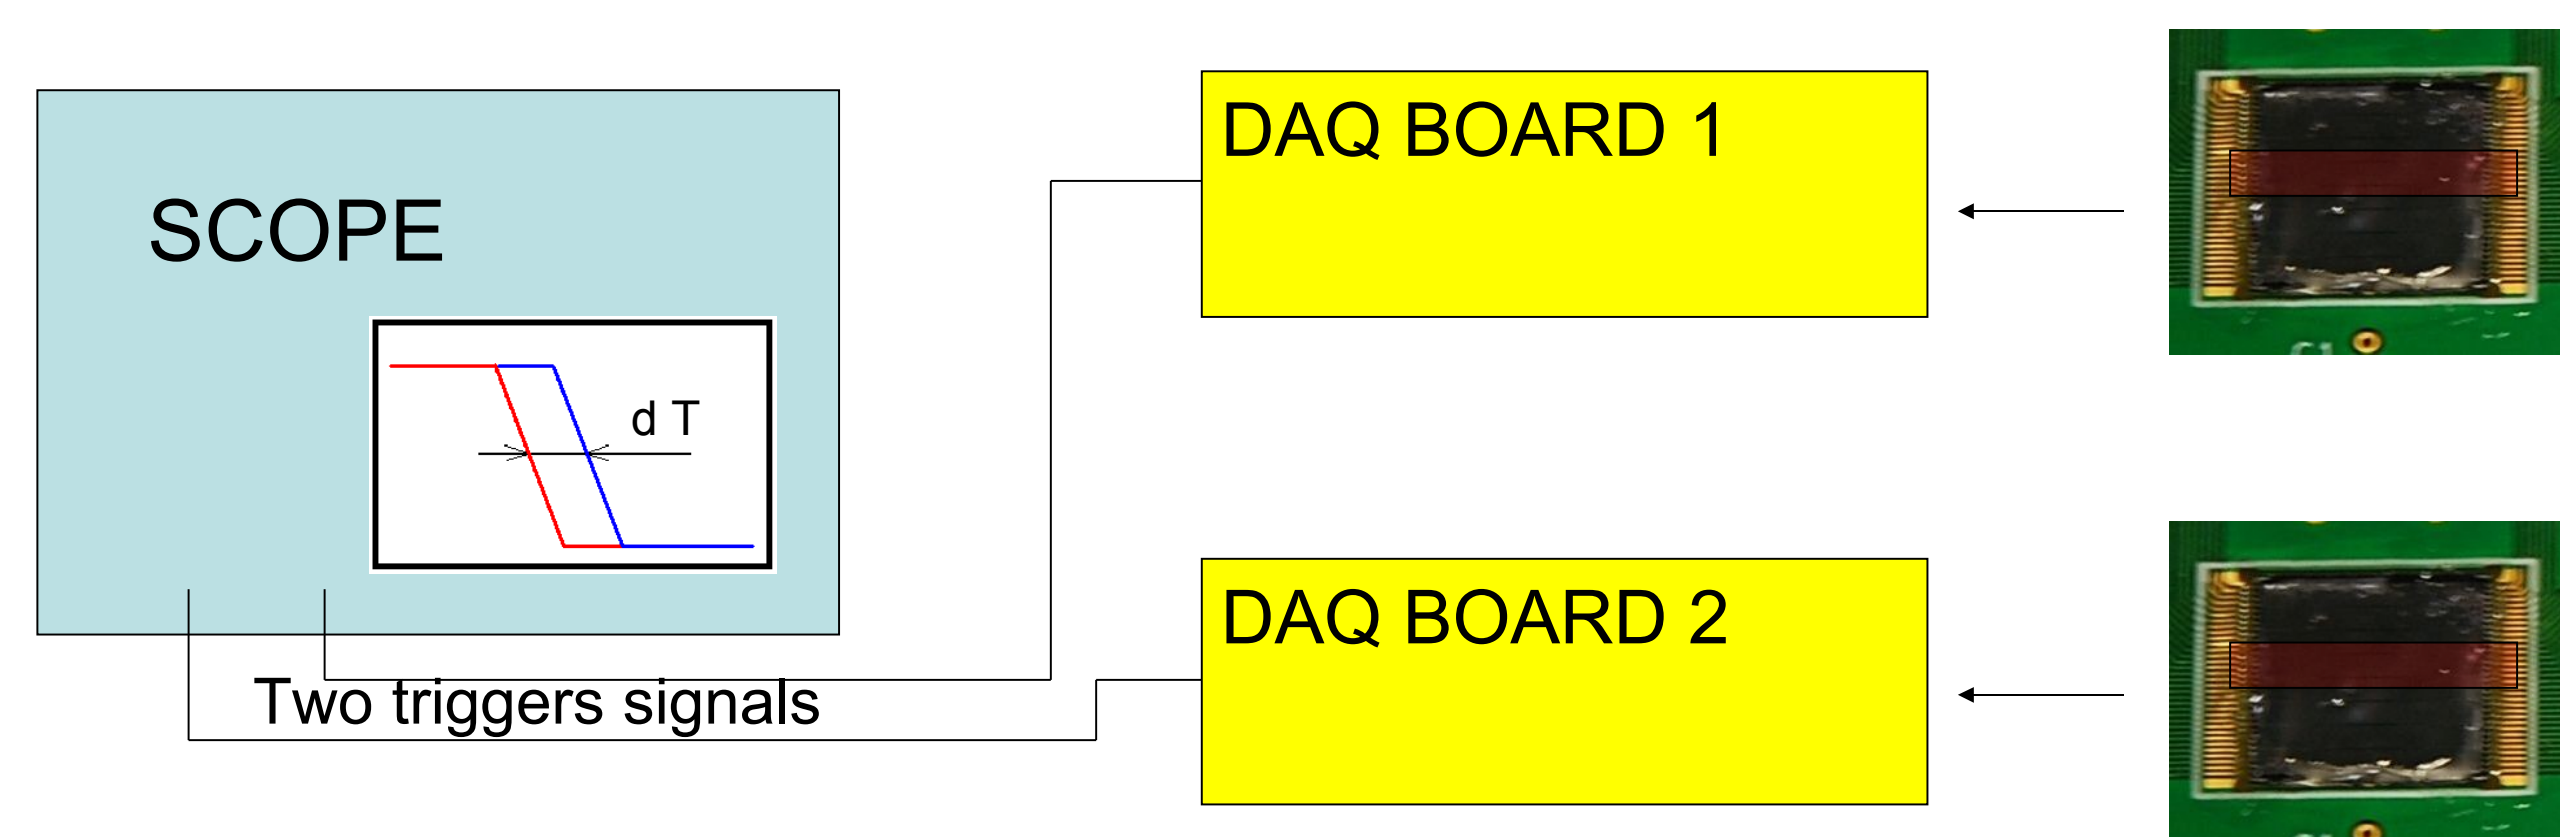 SCOPE
d T
Two triggers signals
DAQ BOARD 1
DAQ BOARD 2